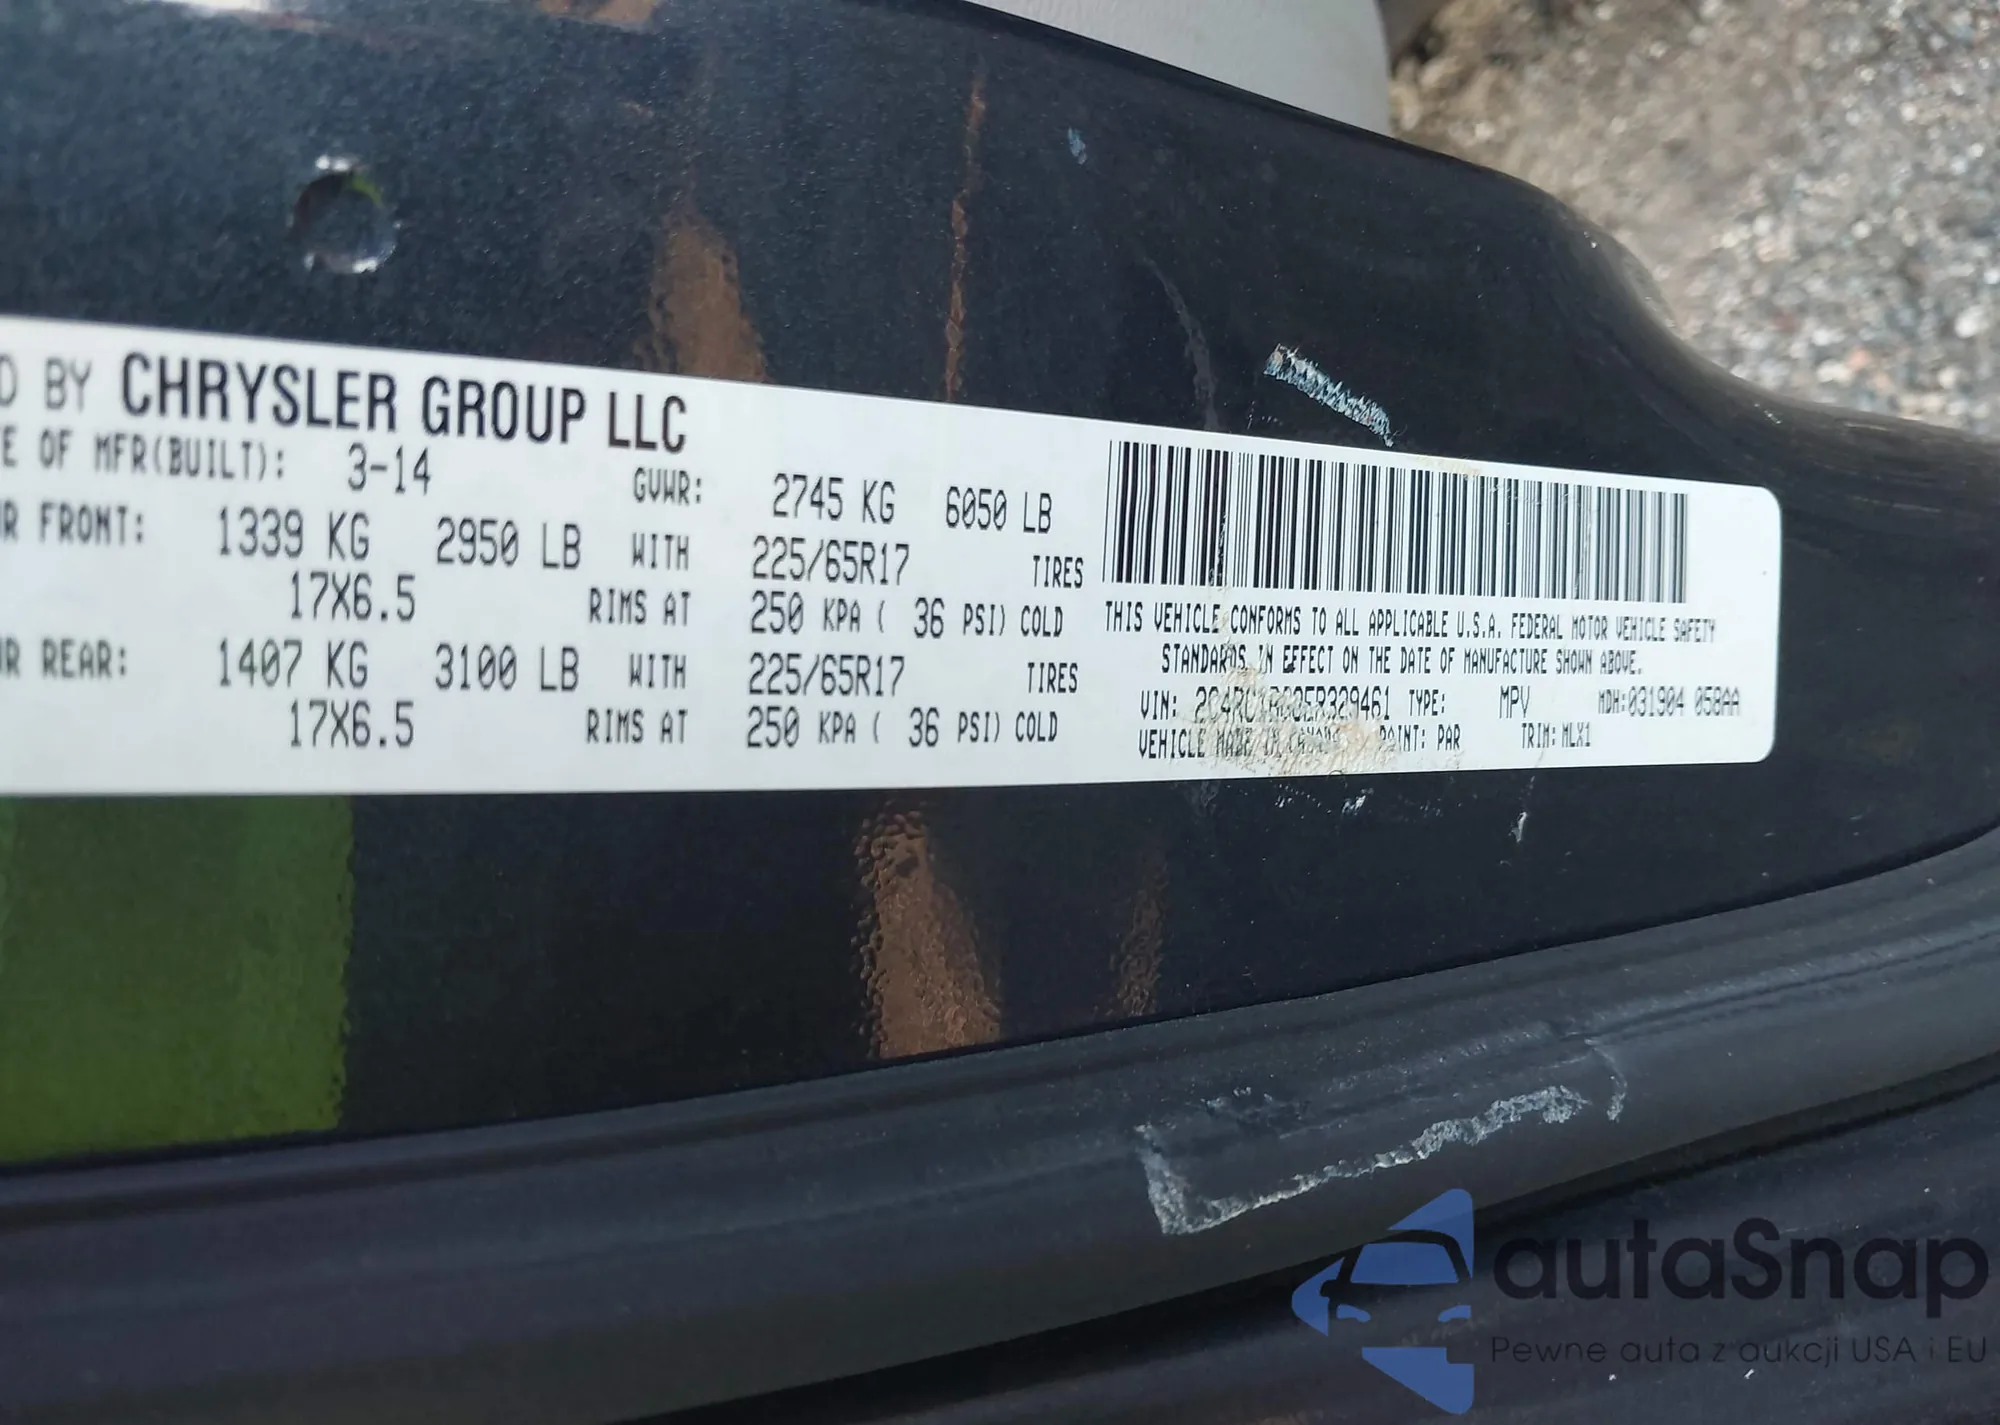 D BY CHRYSLER GROUP LLC
E OF MFR(BUILT): 3-14 GVWR: 2745 KG 6050 LB
R FRONT: 1339 KG 2950 LB WITH 225/65R17 TIRES
17X6.5 RIMS AT 250 KPA ( 36 PSI) COLD
R REAR: 1407 KG 3100 LB WITH 225/65R17 TIRES
17X6.5 RIMS AT 250 KPA ( 36 PSI) COLD
THIS VEHICLE CONFORMS TO ALL APPLICABLE U.S.A. FEDERAL MOTOR VEHICLE SAFETY
STANDARDS IN EFFECT ON THE DATE OF MANUFACTURE SHOWN ABOVE.
VIN: TYPE: MPV MDH:031904 058AA
VEHICLE MADE IN CANADA PAINT: PAR TRIM: MLX1
autaSnap
Pewne auta z aukcji USA i EU